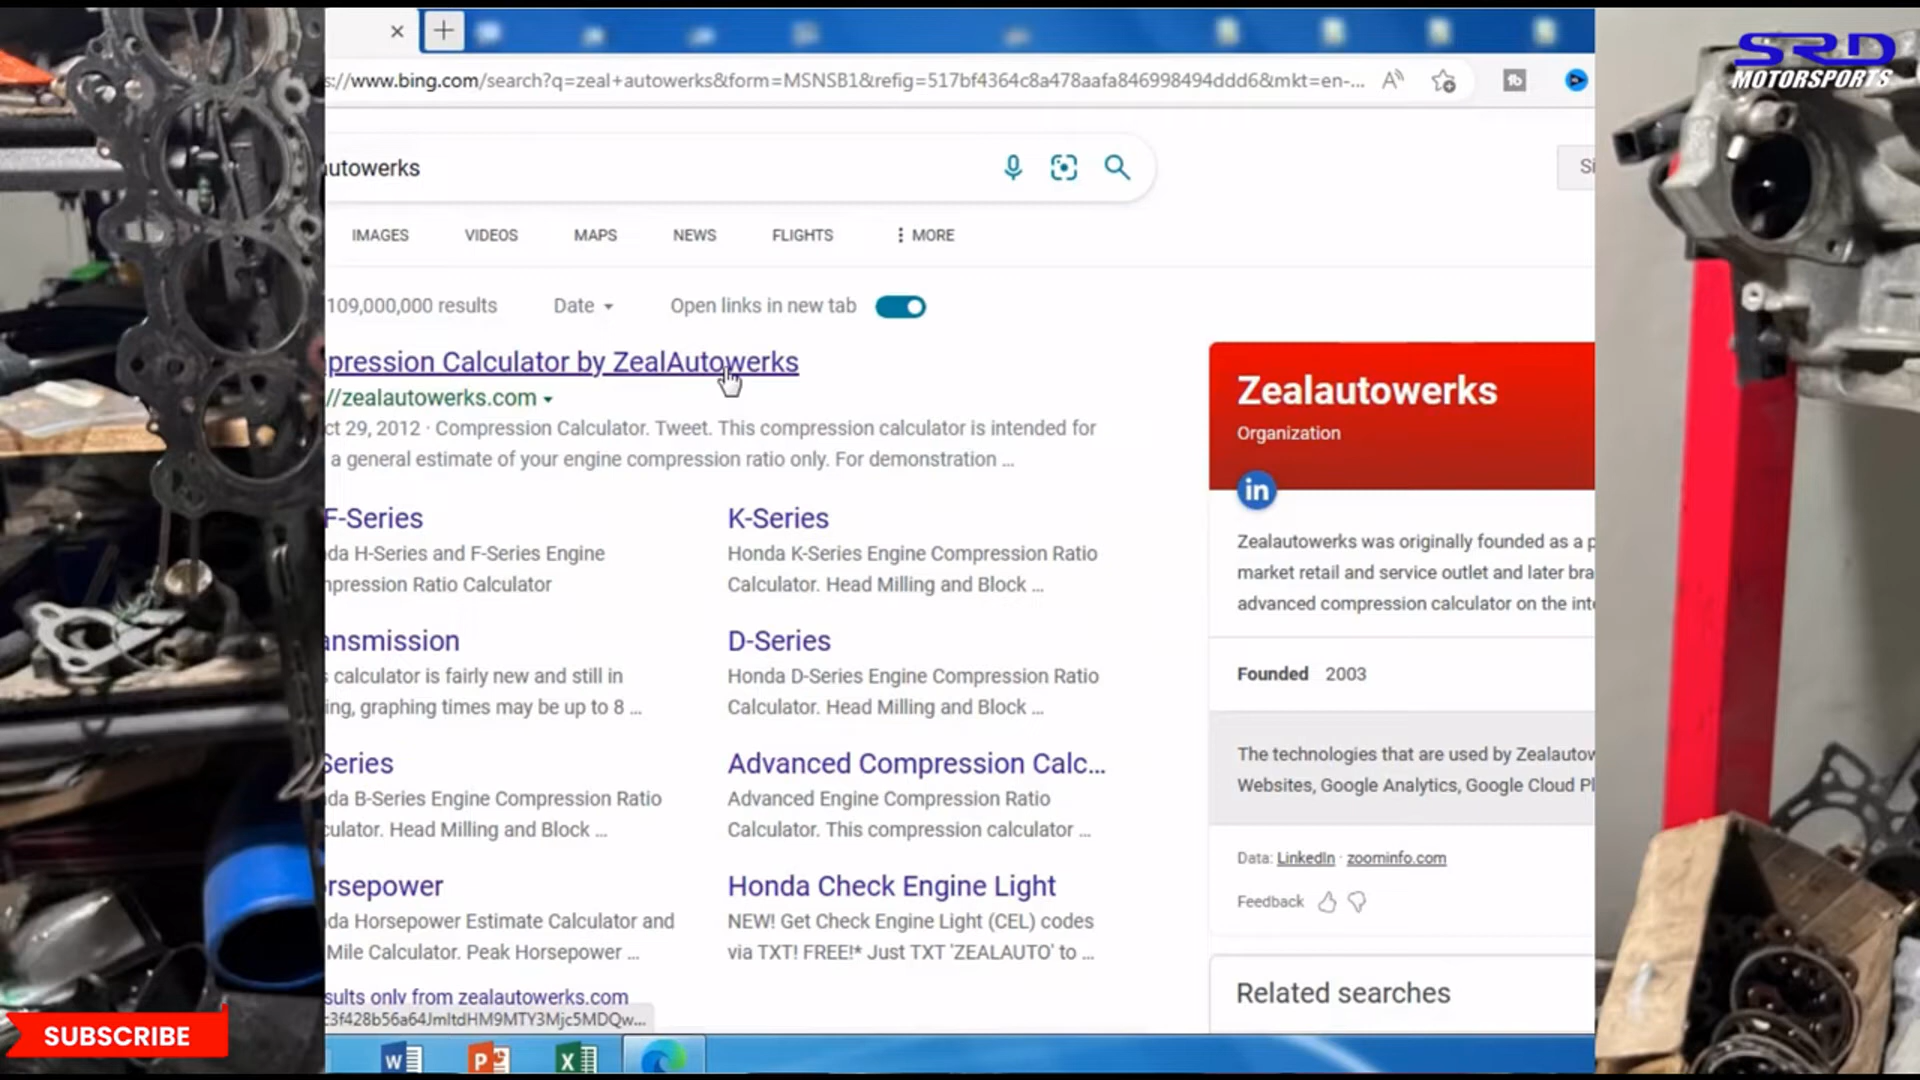 SRD
MOTORSPORTS
s://www.bing.com/search?q=zeal+autowerks&form=MSNSB1&refig=517bf4364c8a478aafa846998494ddd6&mkt=en-...
autowerks
IMAGES VIDEOS MAPS NEWS FLIGHTS MORE
109,000,000 results Date Open links in new tab
pression Calculator by ZealAutowerks
//zealautowerks.com
ct 29, 2012 · Compression Calculator. Tweet. This compression calculator is intended for
a general estimate of your engine compression ratio only. For demonstration ...
F-Series
da H-Series and F-Series Engine
mpression Ratio Calculator
K-Series
Honda K-Series Engine Compression Ratio
Calculator. Head Milling and Block ...
ansmission
s calculator is fairly new and still in
ing, graphing times may be up to 8 ...
D-Series
Honda D-Series Engine Compression Ratio
Calculator. Head Milling and Block ...
Series
da B-Series Engine Compression Ratio
culator. Head Milling and Block ...
Advanced Compression Calc...
Advanced Engine Compression Ratio
Calculator. This compression calculator ...
rsepower
da Horsepower Estimate Calculator and
Mile Calculator. Peak Horsepower ...
Honda Check Engine Light
NEW! Get Check Engine Light (CEL) codes
via TXT! FREE!* Just TXT 'ZEALAUTO' to ...
sults only from zealautowerks.com
:3f428b56a64JmltdHM9MTY3Mjc5MDQw...
Zealautowerks
Organization
in
Zealautowerks was originally founded as a p
market retail and service outlet and later bra
advanced compression calculator on the inte
Founded 2003
The technologies that are used by Zealautow
Websites, Google Analytics, Google Cloud Pl
Data: LinkedIn · zoominfo.com
Feedback
Related searches
SUBSCRIBE